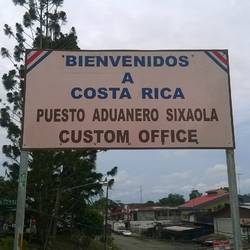 BIENVENIDOS
A
COSTA RICA
PUESTO ADUANERO SIXAOLA
CUSTOM OFFICE